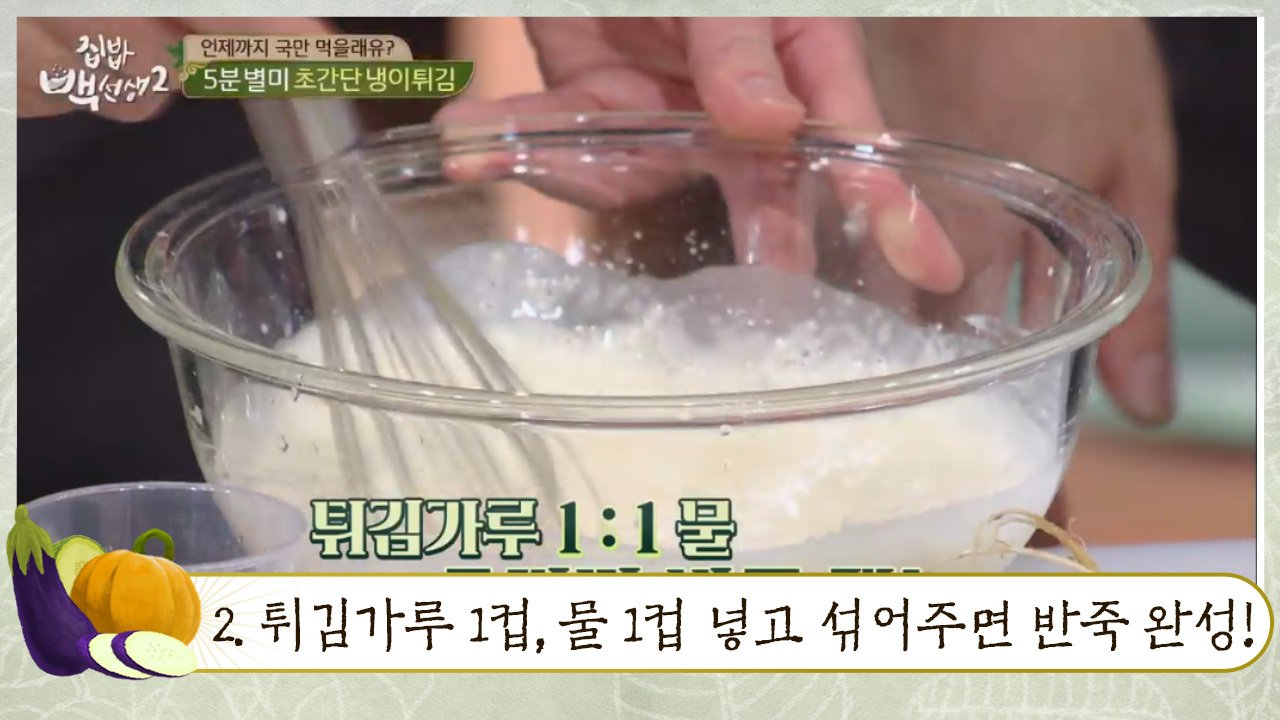 집밥
백선생2
언제까지 국만 먹을래유?
5분 별미 초간단 냉이튀김
튀김가루 1:1 물
2. 튀김가루 1컵, 물 1컵 넣고 섞어주면 반죽 완성!